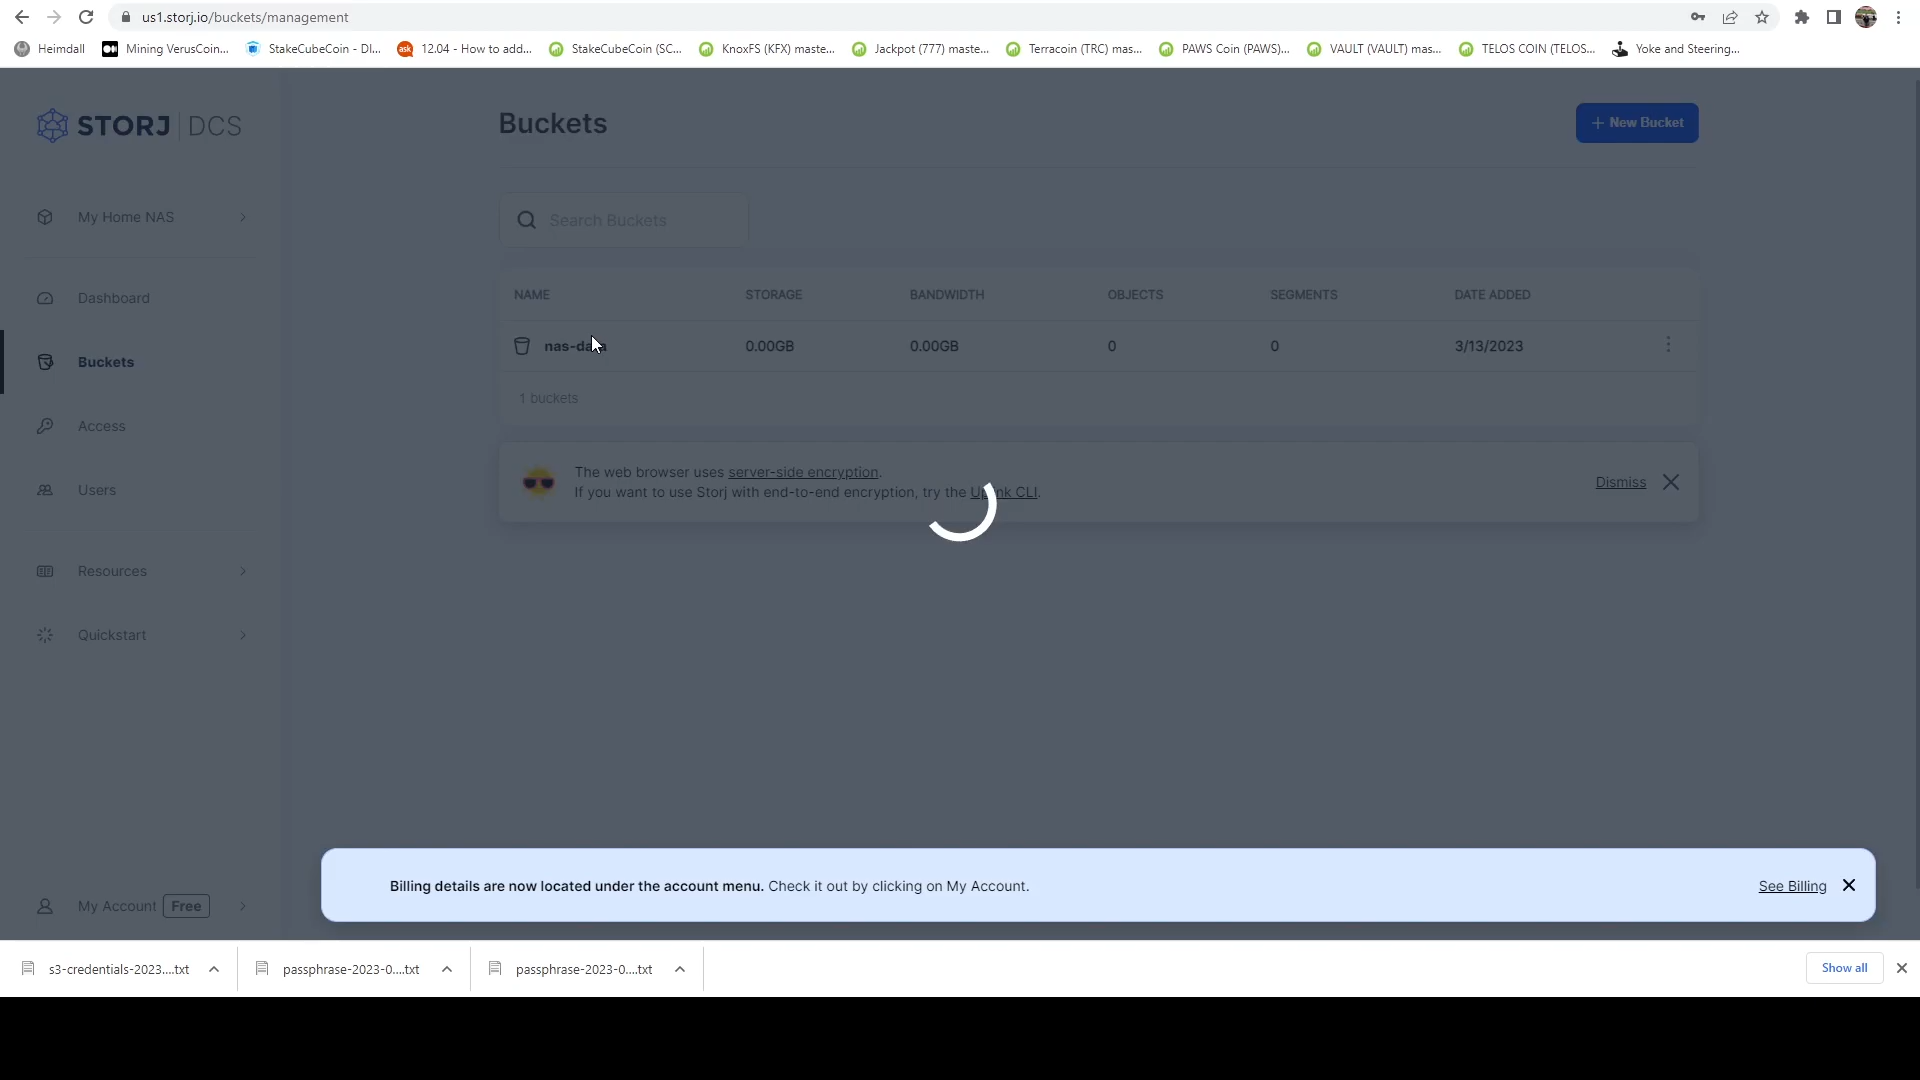 us1.storj.io/buckets/management
Heimdall
Mining VerusCoin...
StakeCubeCoin - DI...
ask
12.04 - How to add...
StakeCubeCoin (SC...
KnoxFS (KFX) maste...
Jackpot (777) maste...
Terracoin (TRC) mas...
PAWS Coin (PAWS)...
VAULT (VAULT) mas...
TELOS COIN (TELOS...
Yoke and Steering...
STORJ | DCS
My Home NAS
Dashboard
Buckets
Access
Users
Resources
Quickstart
My Account Free
Buckets
+ New Bucket
Search Buckets
NAME STORAGE BANDWIDTH OBJECTS SEGMENTS DATE ADDED
nas-data 0.00GB 0.00GB 0 0 3/13/2023
1 buckets
The web browser uses server-side encryption.
If you want to use Storj with end-to-end encryption, try the Uplink CLI.
Dismiss
Billing details are now located under the account menu. Check it out by clicking on My Account.
See Billing
s3-credentials-2023....txt
passphrase-2023-0....txt
passphrase-2023-0....txt
Show all